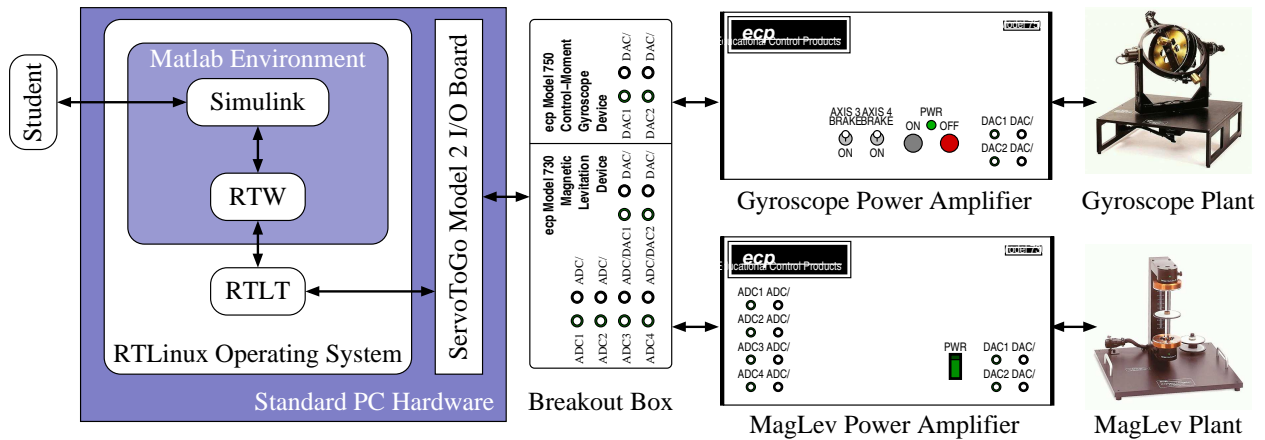 Student
Matlab Environment
Simulink
RTW
RTLT
RTLinux Operating System
Standard PC Hardware
ServoToGo Model 2 I/O Board
ecp Model 750
Control-Moment
Gyroscope
Device
DAC1 DAC/
DAC2 DAC/
ecp Model 730
Magnetic
Levitation
Device
DAC/
DAC/
ADC1 ADC/
ADC2 ADC/
ADC3 ADC/DAC1
ADC4 ADC/DAC2
Breakout Box
ecp
ucational Control Products
AXIS 3 AXIS 4
BRAKE BRAKE
ON ON
PWR
ON OFF
DAC1 DAC/
DAC2 DAC/
Gyroscope Power Amplifier
Gyroscope Plant
ecp
ucational Control Products
ADC1 ADC/
ADC2 ADC/
ADC3 ADC/
ADC4 ADC/
PWR
DAC1 DAC/
DAC2 DAC/
MagLev Power Amplifier
MagLev Plant